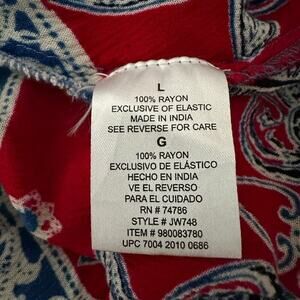 L
100% RAYON
EXCLUSIVE OF ELASTIC
MADE IN INDIA
SEE REVERSE FOR CARE
G
100% RAYON
EXCLUSIVO DE ELÁSTICO
HECHO EN INDIA
VE EL REVERSO
PARA EL CUIDADO
RN # 74786
STYLE # JW748
ITEM # 980083780
UPC 7004 2010 0686